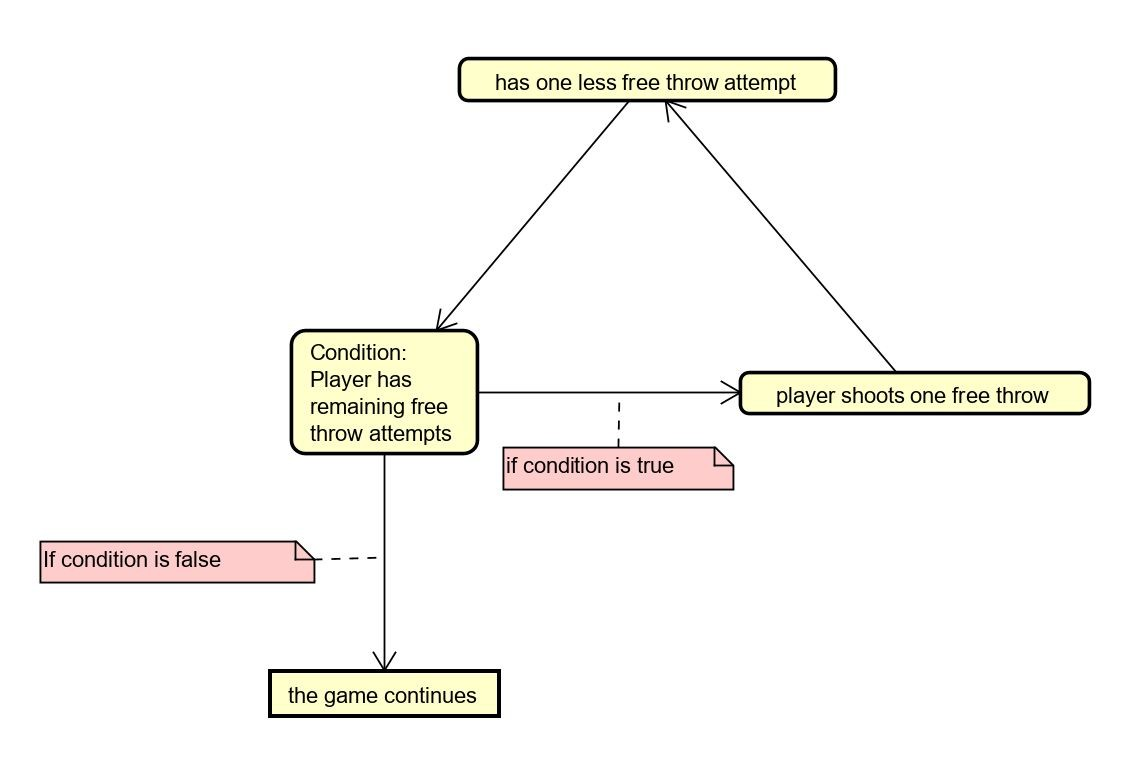 has one less free throw attempt
Condition:
Player has
remaining free
throw attempts
player shoots one free throw
if condition is true
If condition is false
the game continues